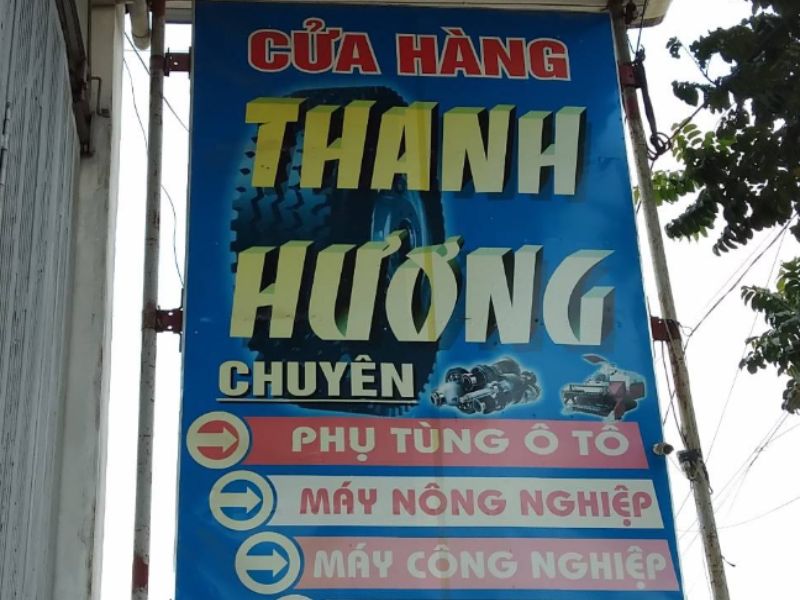 CỬA HÀNG
THANH
HƯƠNG
CHUYÊN
PHỤ TÙNG Ô TÔ
MÁY NÔNG NGHIỆP
MÁY CÔNG NGHIỆP